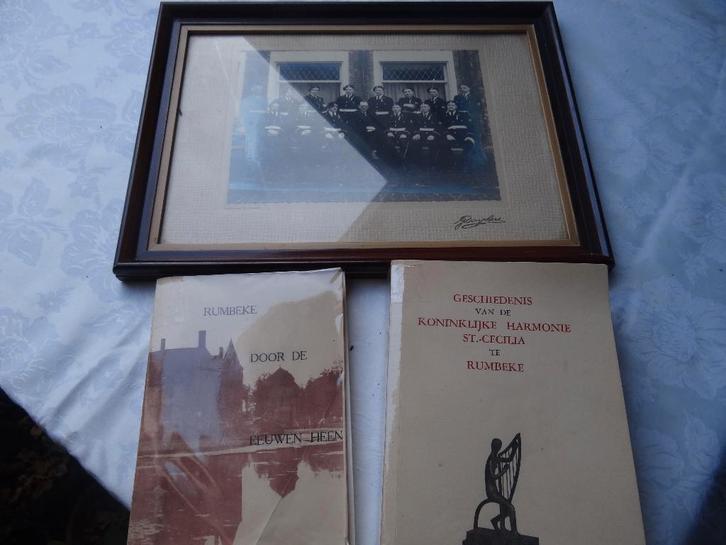 RUMBEKE
DOOR DE
EEUWEN HEEN
GESCHIEDENIS
VAN DE
KONINKLIJKE HARMONIE
ST.-CECILIA
TE
RUMBEKE